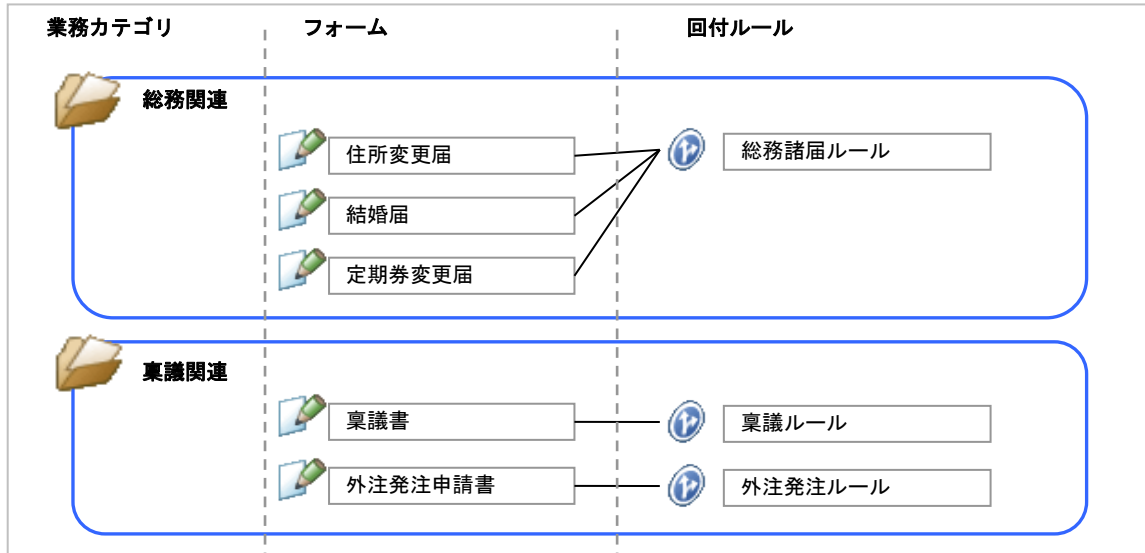 業務カテゴリ
フォーム
回付ルール
総務関連
住所変更届
総務諸届ルール
結婚届
定期券変更届
稟議関連
稟議書
稟議ルール
外注発注申請書
外注発注ルール